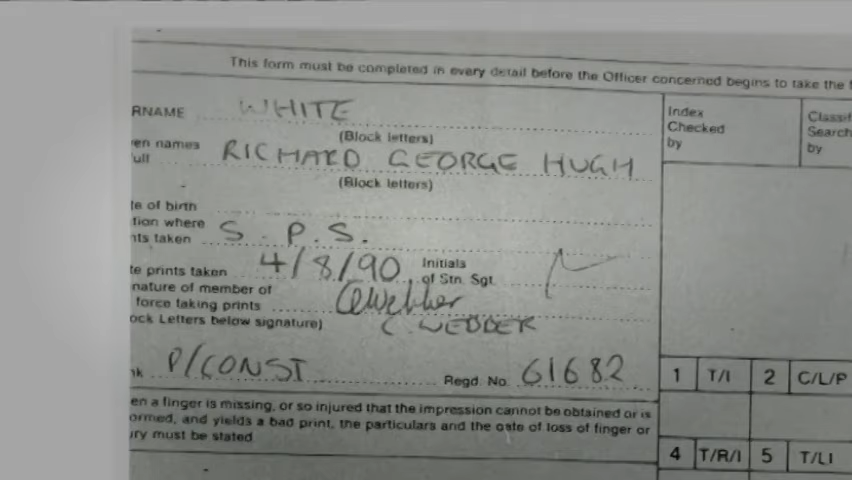 This form must be completed in every detail before the Officer concerned begins to take the
RNAME WHITE
(Block letters)
en names
ull RICHARD GEORGE HUGH
(Block letters)
te of birth
tion where
nts taken S. P. S.
te prints taken 4/8/90 Initials of Stn. Sgt.
nature of member of
force taking prints CWebber
ock Letters below signature) C. WEBBER
nk P/CONST Regd. No. 61682
en a finger is missing, or so injured that the impression cannot be obtained or is
ormed, and yields a bad print, the particulars and the date of loss of finger or
ury must be stated
Index
Checked
by
Classif
Search
by
1 T/I 2 C/L/P
4 T/R/I 5 T/LI